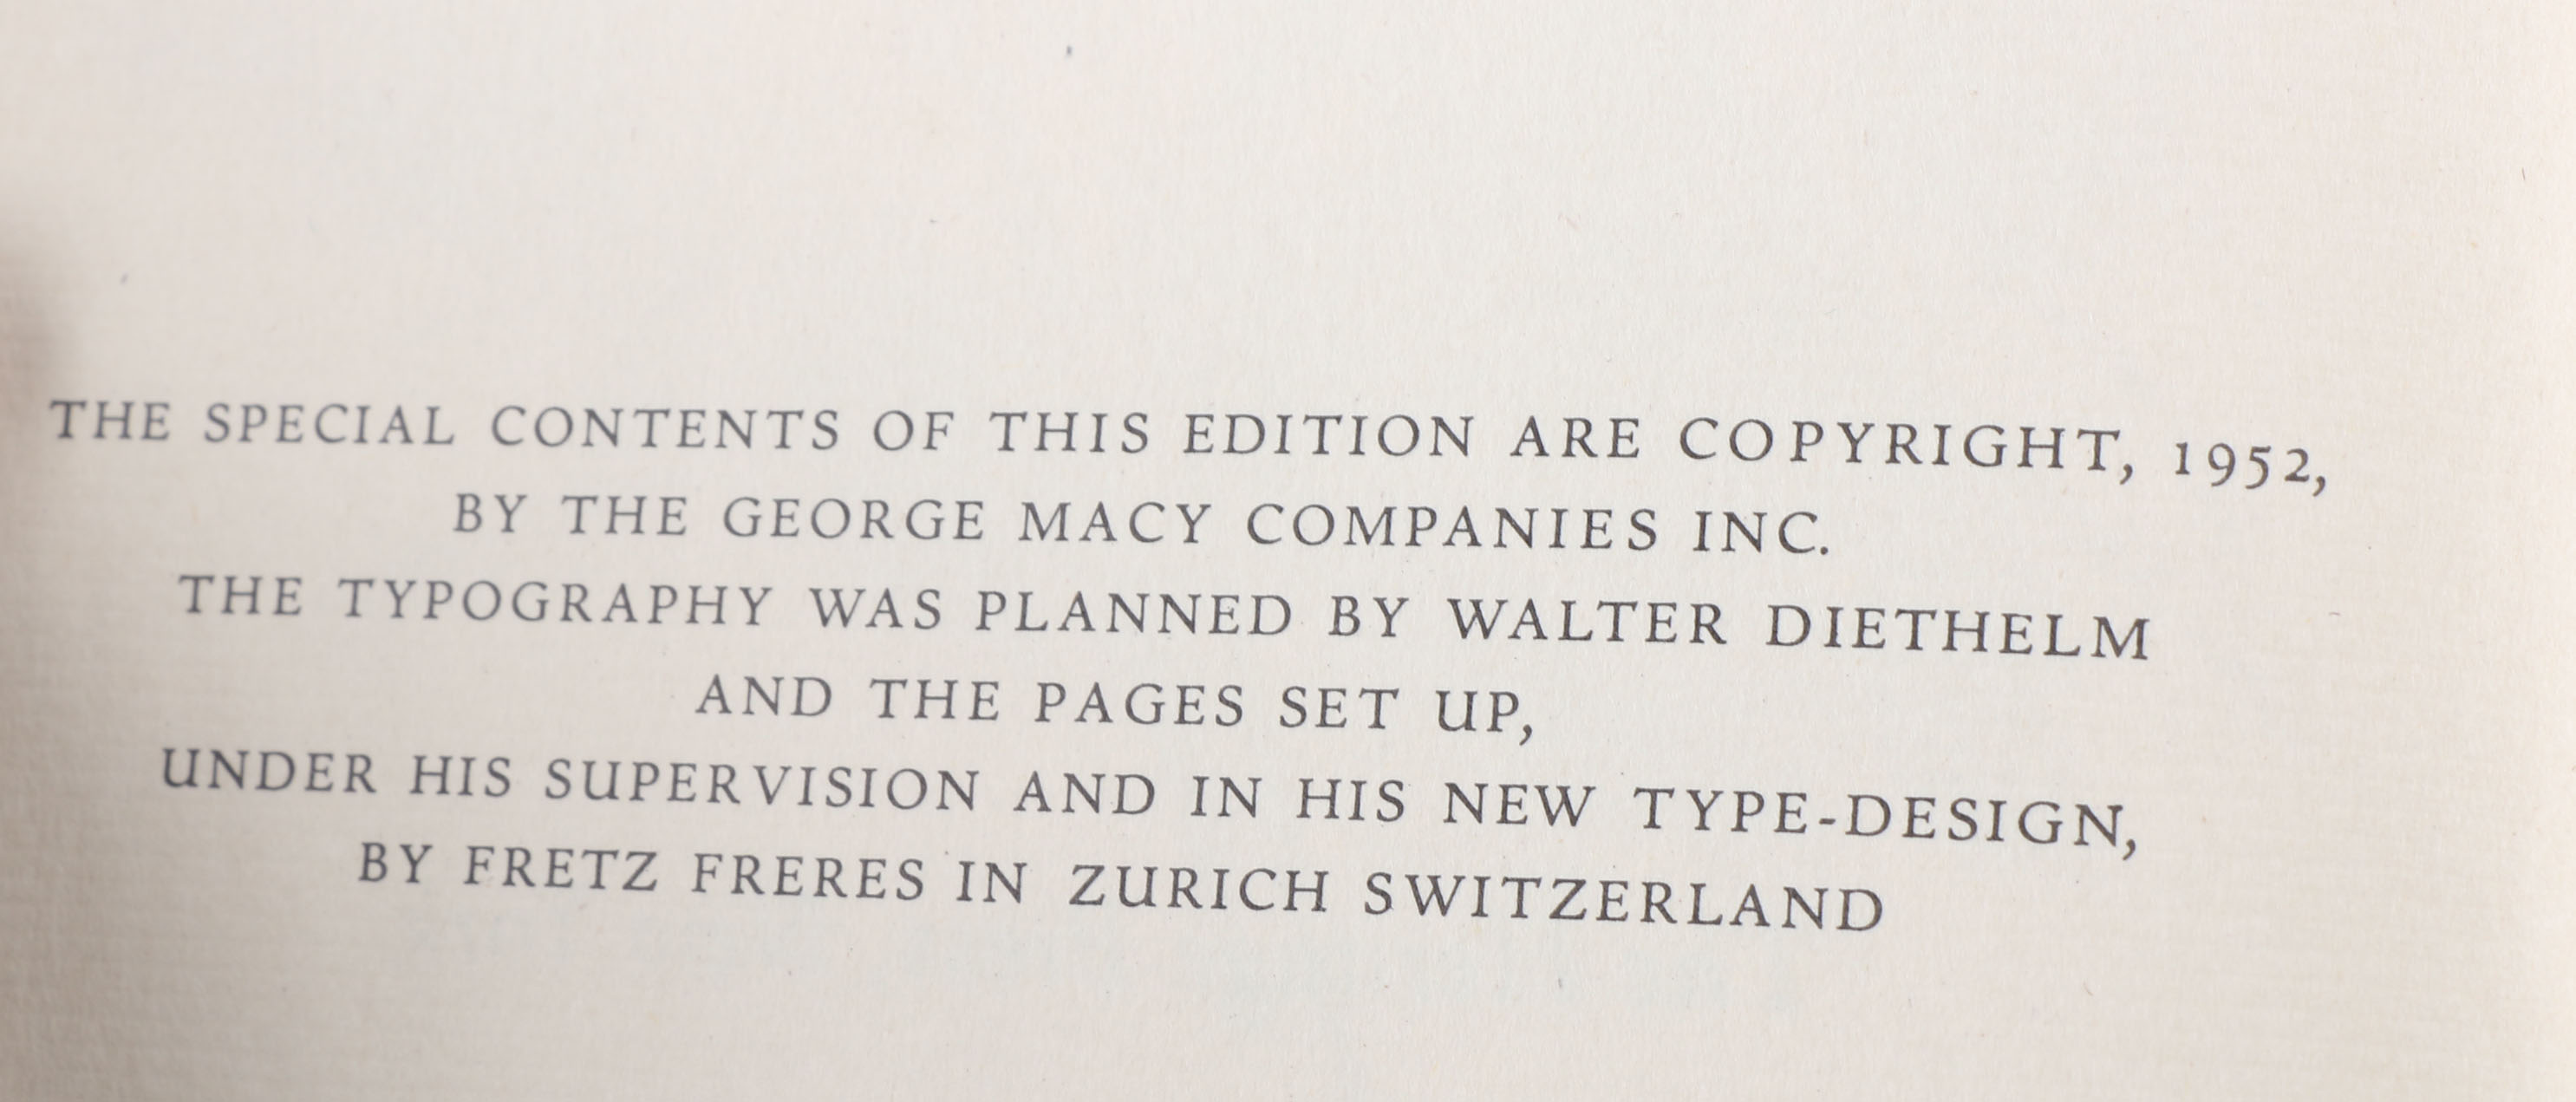 THE SPECIAL CONTENTS OF THIS EDITION ARE COPYRIGHT, 1952,
BY THE GEORGE MACY COMPANIES INC.
THE TYPOGRAPHY WAS PLANNED BY WALTER DIETHELM
AND THE PAGES SET UP,
UNDER HIS SUPERVISION AND IN HIS NEW TYPE-DESIGN,
BY FRETZ FRERES IN ZURICH SWITZERLAND